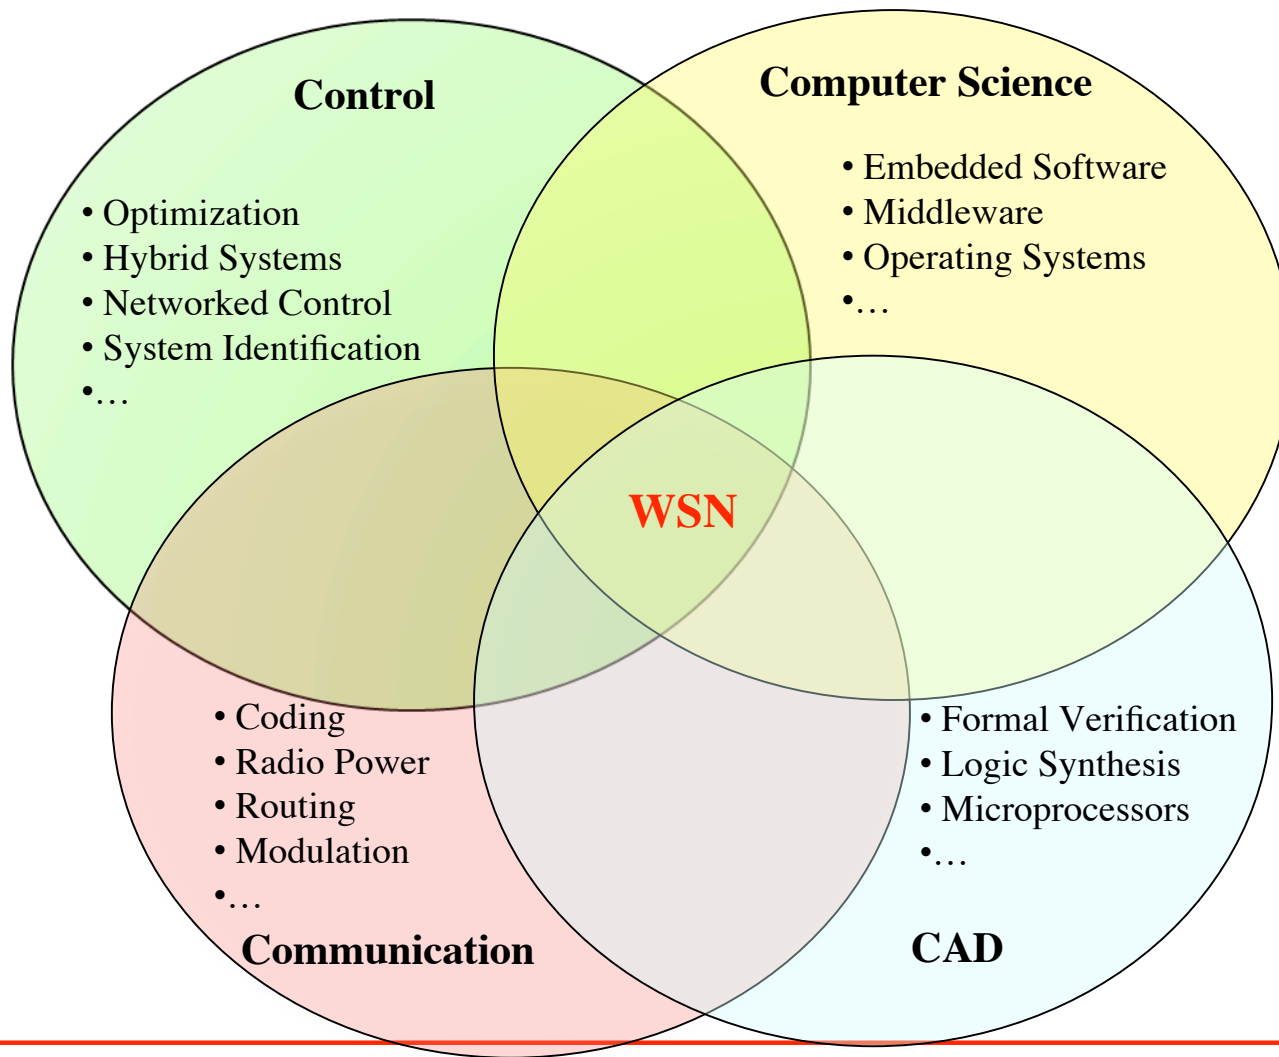 Control
• Optimization
• Hybrid Systems
• Networked Control
• System Identification
•…
Computer Science
• Embedded Software
• Middleware
• Operating Systems
•…
WSN
• Coding
• Radio Power
• Routing
• Modulation
•…
Communication
• Formal Verification
• Logic Synthesis
• Microprocessors
•…
CAD